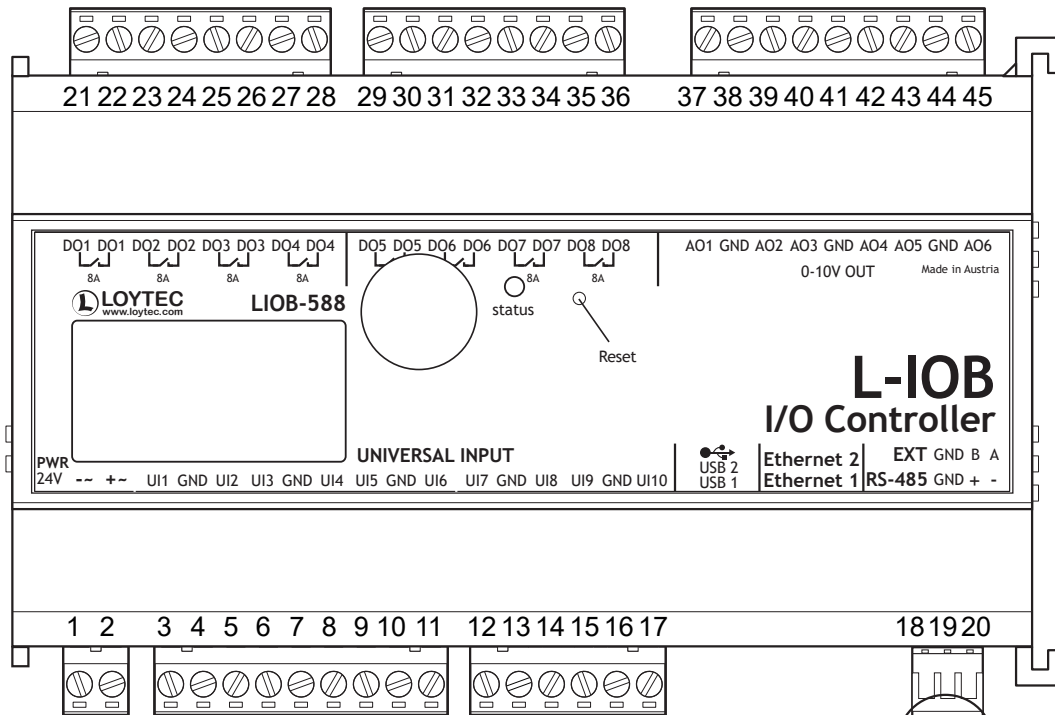 21 22 23 24 25 26 27 28 29 30 31 32 33 34 35 36 37 38 39 40 41 42 43 44 45
DO1 DO1 DO2 DO2 DO3 DO3 DO4 DO4 DO5 DO5 DO6 DO6 DO7 DO7 DO8 DO8 AO1 GND AO2 AO3 GND AO4 AO5 GND AO6
8A 8A 8A 8A 8A 8A 0-10V OUT Made in Austria
L LOYTEC LIOB-588
www.loytec.com
status
Reset
L-IOB
I/O Controller
UNIVERSAL INPUT
PWR
24V -~ +~ UI1 GND UI2 UI3 GND UI4 UI5 GND UI6 UI7 GND UI8 UI9 GND UI10
USB 2
USB 1
Ethernet 2
Ethernet 1
EXT GND B A
RS-485 GND + -
1 2 3 4 5 6 7 8 9 10 11 12 13 14 15 16 17 18 19 20